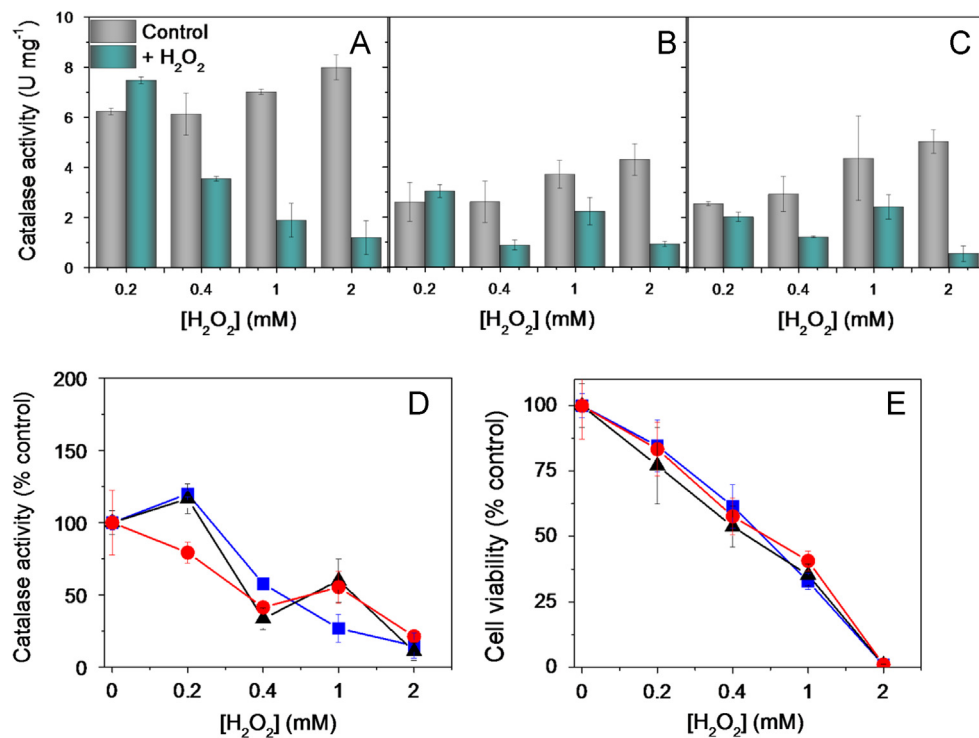 Catalase activity (U mg⁻¹)
10
8
6
4
2
0
Control
+ H₂O₂
A
B
C
0.2 0.4 1 2
0.2 0.4 1 2
0.2 0.4 1 2
[H₂O₂] (mM)
[H₂O₂] (mM)
[H₂O₂] (mM)
Catalase activity (% control)
200
150
100
50
0
D
0 0.2 0.4 1 2
[H₂O₂] (mM)
Cell viability (% control)
100
75
50
25
0
E
0 0.2 0.4 1 2
[H₂O₂] (mM)